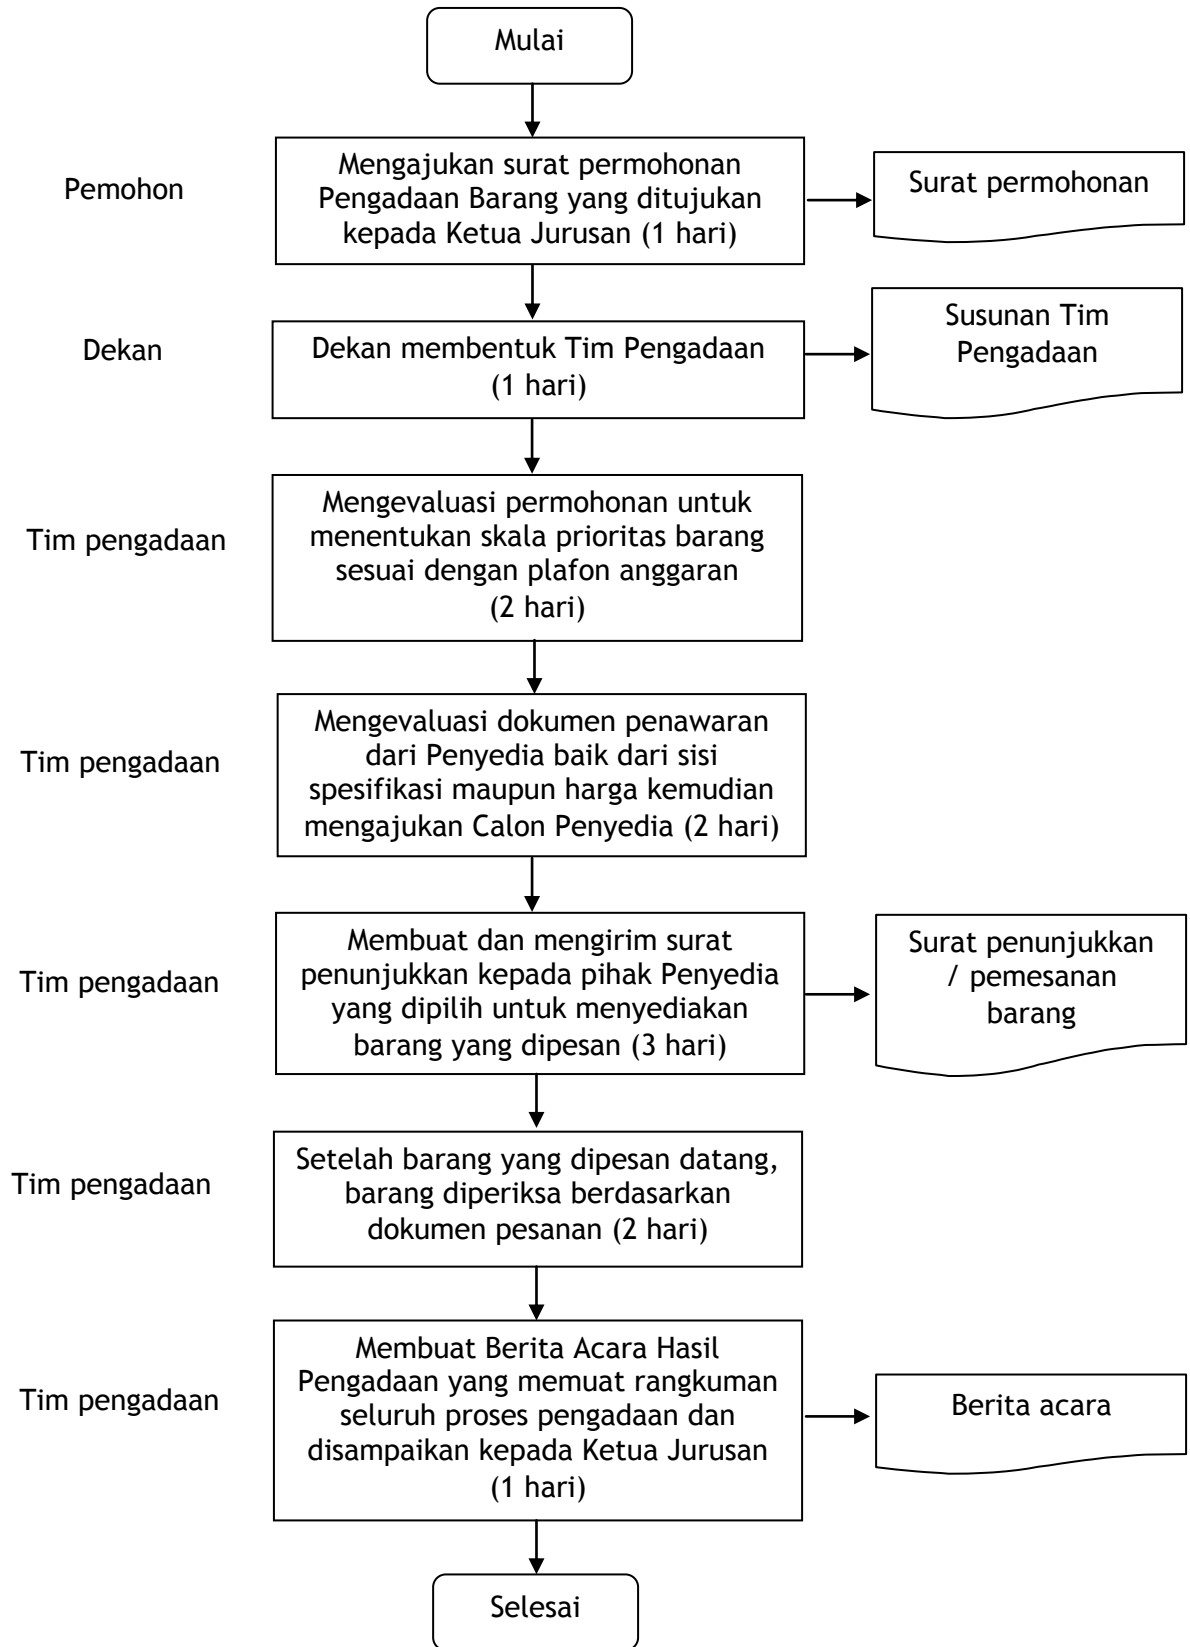 Mulai
Pemohon
Mengajukan surat permohonan
Pengadaan Barang yang ditujukan
kepada Ketua Jurusan (1 hari)
Surat permohonan
Dekan
Dekan membentuk Tim Pengadaan
(1 hari)
Susunan Tim
Pengadaan
Tim pengadaan
Mengevaluasi permohonan untuk
menentukan skala prioritas barang
sesuai dengan plafon anggaran
(2 hari)
Tim pengadaan
Mengevaluasi dokumen penawaran
dari Penyedia baik dari sisi
spesifikasi maupun harga kemudian
mengajukan Calon Penyedia (2 hari)
Tim pengadaan
Membuat dan mengirim surat
penunjukkan kepada pihak Penyedia
yang dipilih untuk menyediakan
barang yang dipesan (3 hari)
Surat penunjukkan
/ pemesanan
barang
Tim pengadaan
Setelah barang yang dipesan datang,
barang diperiksa berdasarkan
dokumen pesanan (2 hari)
Tim pengadaan
Membuat Berita Acara Hasil
Pengadaan yang memuat rangkuman
seluruh proses pengadaan dan
disampaikan kepada Ketua Jurusan
(1 hari)
Berita acara
Selesai